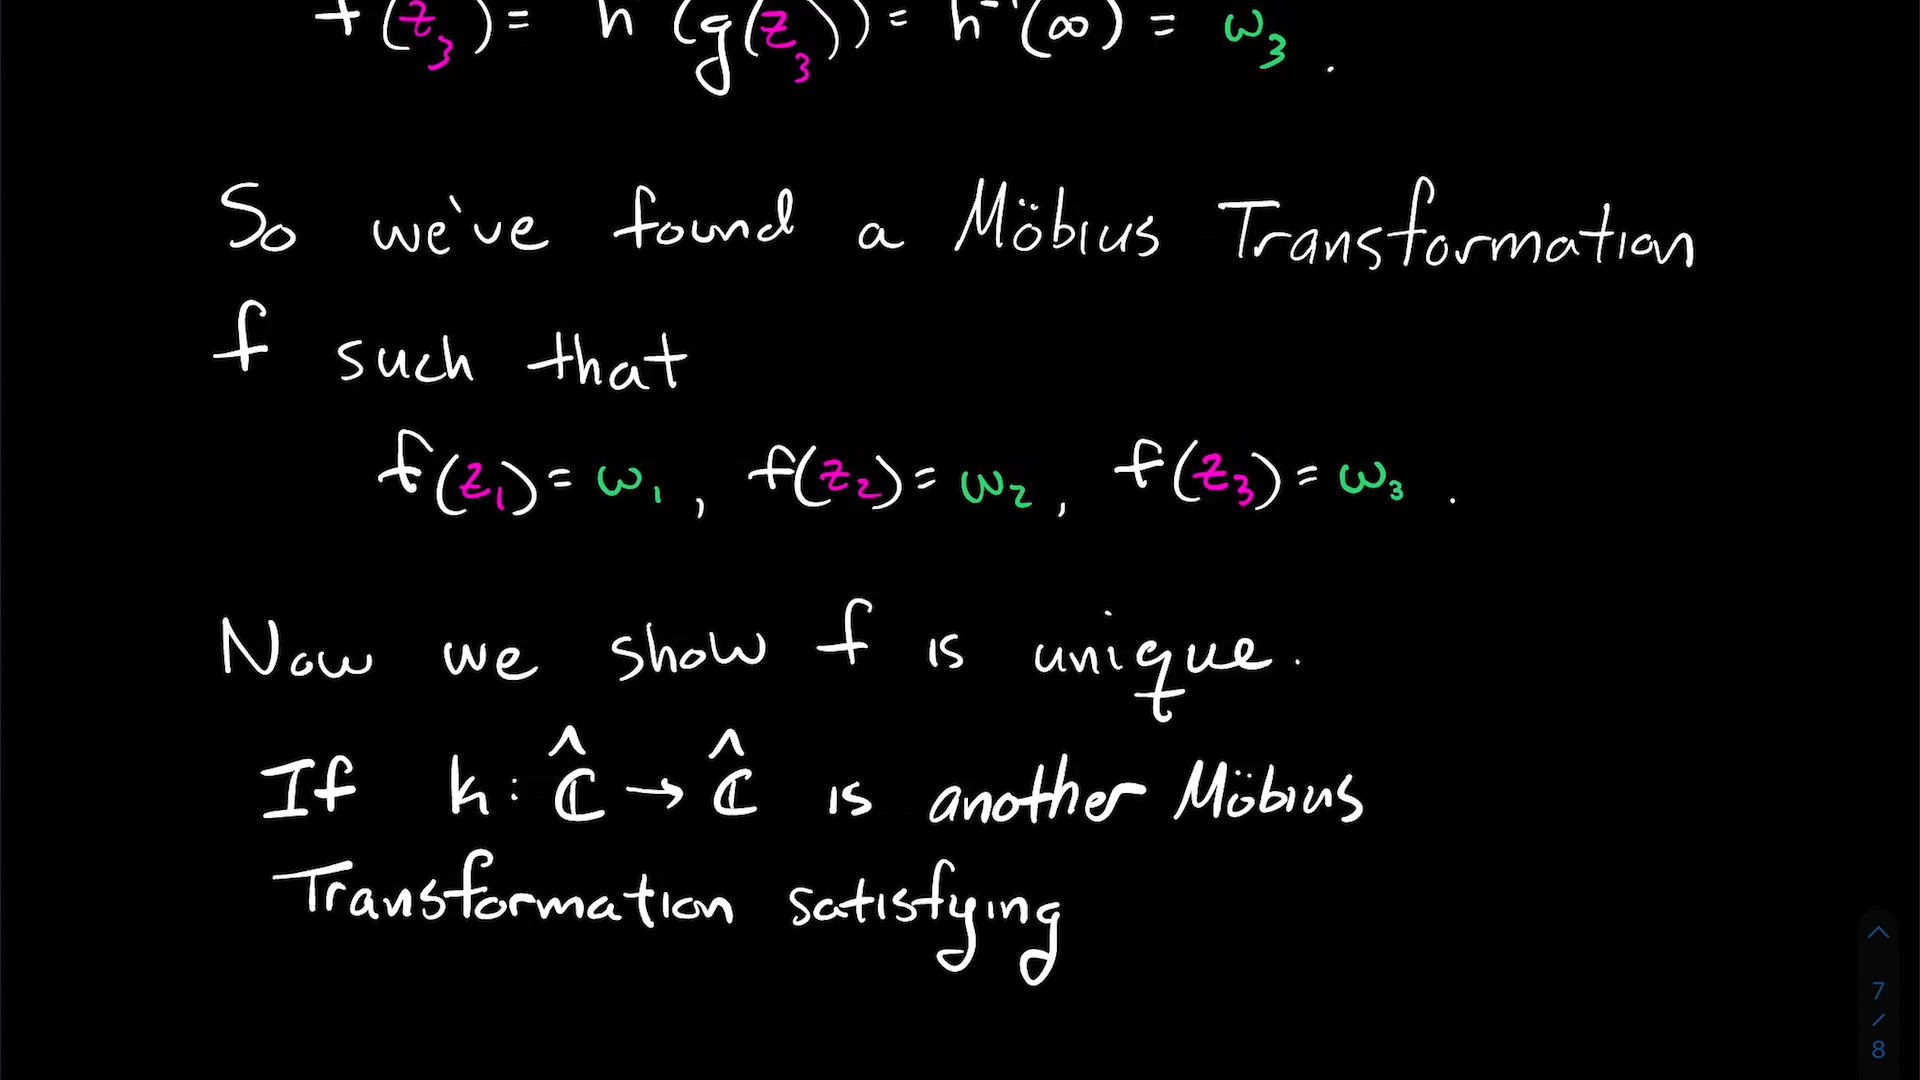 f(z₃) = h⁻¹(g(z₃)) = h⁻¹(∞) = ω₃.
So we've found a Möbius Transformation
f such that
f(z₁) = ω₁, f(z₂) = ω₂, f(z₃) = ω₃.
Now we show f is unique.
If k: Ĉ → Ĉ is another Möbius
Transformation satisfying
7
/
8